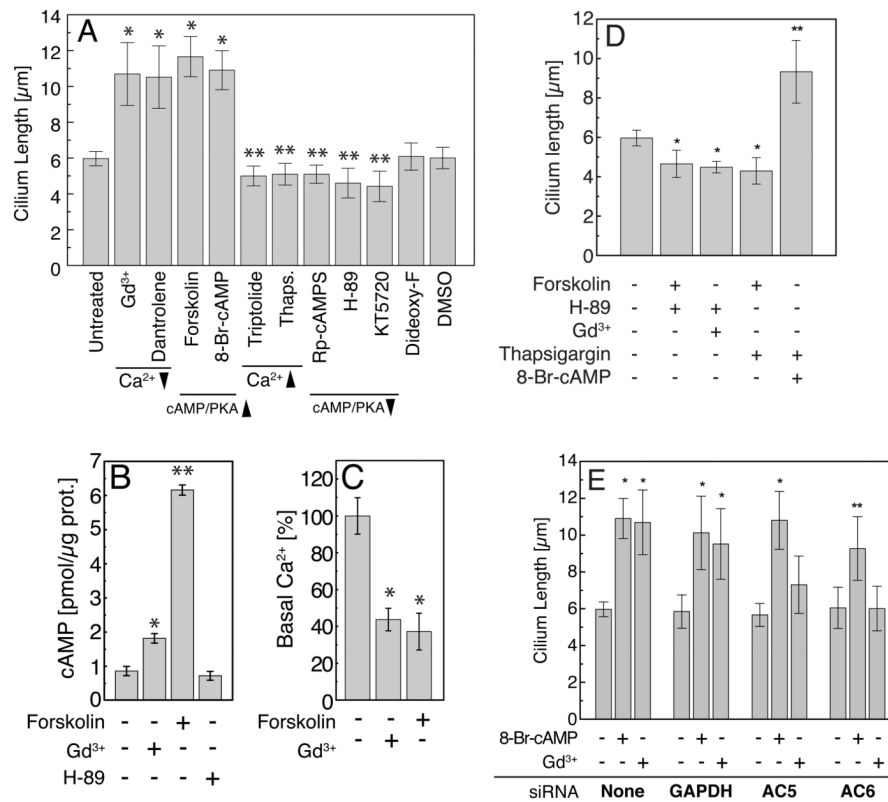 A
Cilium Length [µm]
14
12
10
8
6
4
2
0
* * * * ** ** ** ** **
Untreated
Gd³⁺
Dantrolene
Forskolin
8-Br-cAMP
Triptolide
Thaps.
Rp-cAMPS
H-89
KT5720
Dideoxy-F
DMSO
Ca²⁺ ▼ Ca²⁺ ▲
cAMP/PKA ▲ cAMP/PKA ▼
D
Cilium Length [µm]
10
8
6
4
2
0
* * * **
Forskolin - + - + -
H-89 - + + - -
Gd³⁺ - - + - -
Thapsigargin - - - + +
8-Br-cAMP - - - - +
B
cAMP [pmol/µg prot.]
7
6
5
4
3
2
1
0
* **
Forskolin - - + -
Gd³⁺ - + - -
H-89 - - - +
C
Basal Ca²⁺ [%]
120
100
80
60
40
20
0
* *
Forskolin - - +
Gd³⁺ - + -
E
Cilium Length [µm]
14
12
10
8
6
4
2
0
* * * * * **
8-Br-cAMP - + - - + - - + - - + -
Gd³⁺ - - + - - + - - + - - +
siRNA None GAPDH AC5 AC6